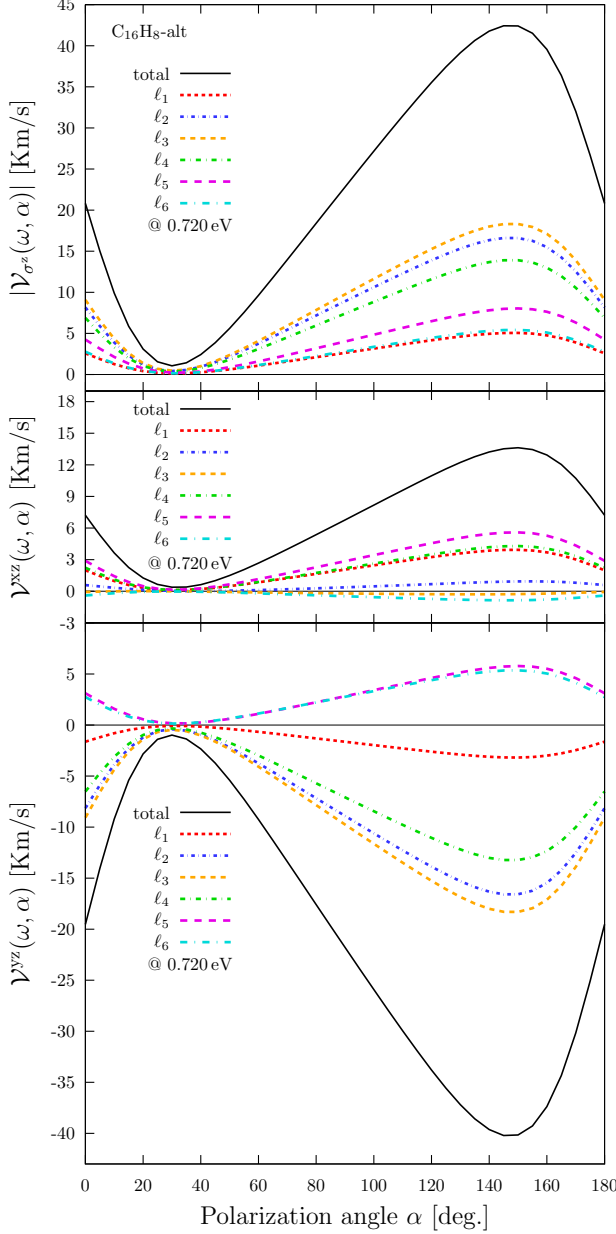 |𝒱σᶻ(ω, α)| [Km/s]
45
40
35
30
25
20
15
10
5
0
C₁₆H₈-alt
total
ℓ₁
ℓ₂
ℓ₃
ℓ₄
ℓ₅
ℓ₆
@ 0.720 eV
𝒱ˣᶻ(ω, α) [Km/s]
18
15
12
9
6
3
0
-3
total
ℓ₁
ℓ₂
ℓ₃
ℓ₄
ℓ₅
ℓ₆
@ 0.720 eV
𝒱ʸᶻ(ω, α) [Km/s]
5
0
-5
-10
-15
-20
-25
-30
-35
-40
total
ℓ₁
ℓ₂
ℓ₃
ℓ₄
ℓ₅
ℓ₆
@ 0.720 eV
0 20 40 60 80 100 120 140 160 180
Polarization angle α [deg.]